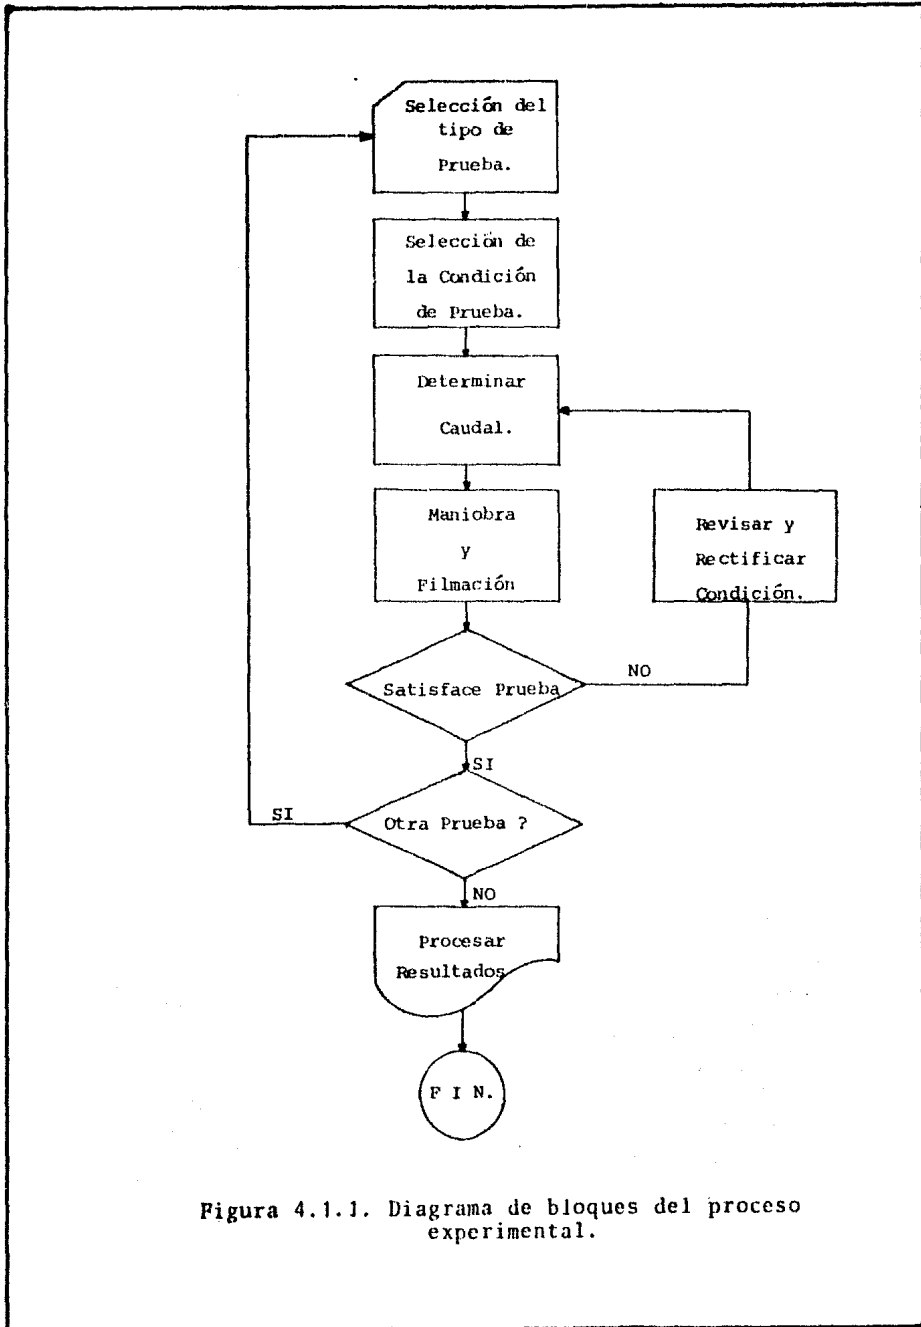 Selección del
tipo de
Prueba.
Selección de
la Condición
de Prueba.
Determinar
Caudal.
Maniobra
y
Filmación
Revisar y
Rectificar
Condición.
Satisface Prueba
NO
SI
Otra Prueba ?
SI
NO
Procesar
Resultados
F I N.
Figura 4.1.1. Diagrama de bloques del proceso
experimental.